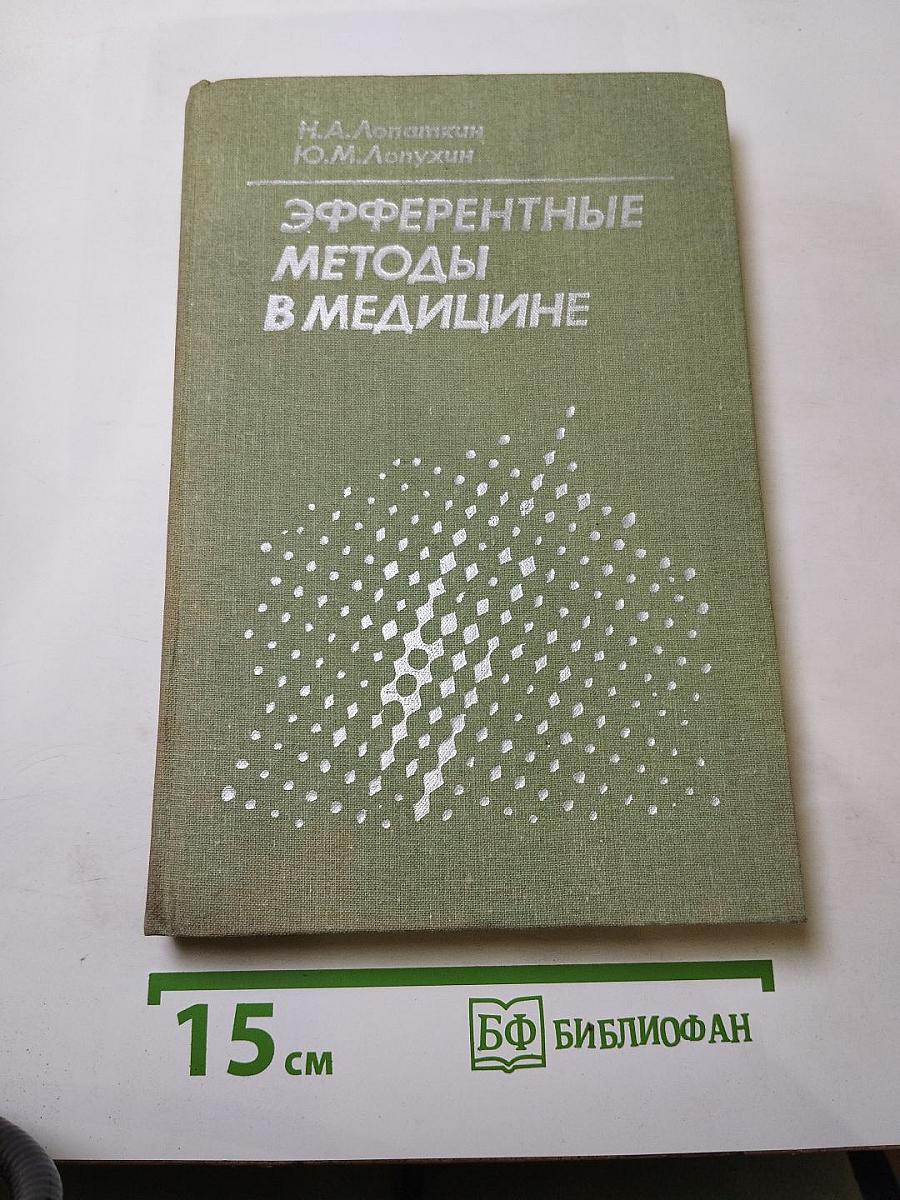 Н.А.Лопаткин
Ю.М.Лопухин
ЭФФЕРЕНТНЫЕ
МЕТОДЫ
В МЕДИЦИНЕ
15 см
БФ БИБЛИОФАН